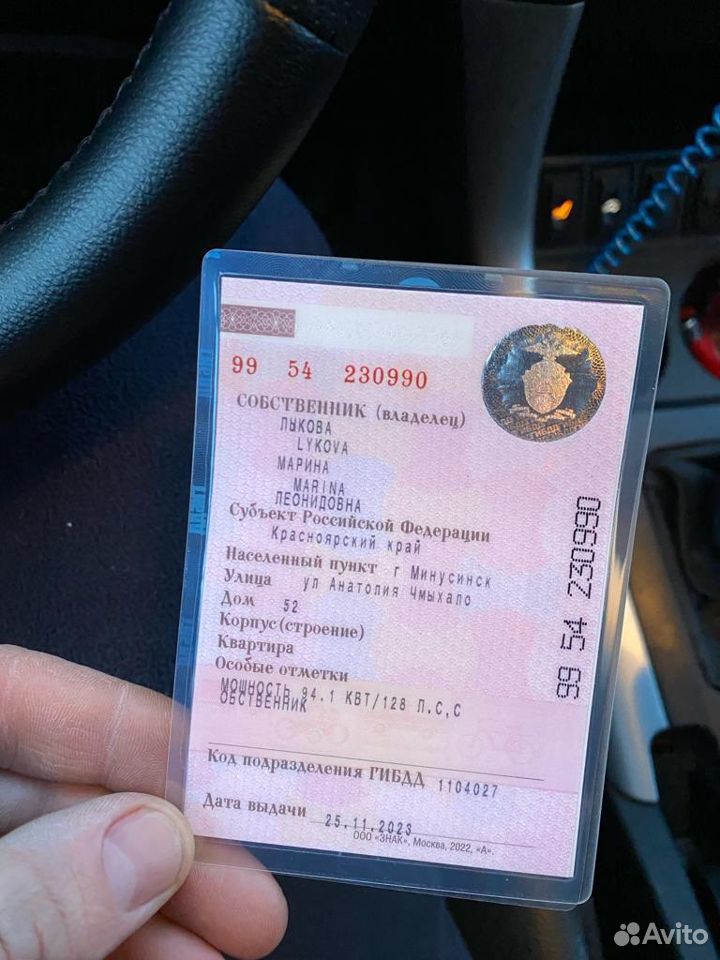 99 54 230990
СОБСТВЕННИК (владелец)
ЛЫКОВА
LYKOVA
МАРИНА
MARINA
ЛЕОНИДОВНА
Субъект Российской Федерации
Красноярский край
Населенный пункт г Минусинск
Улица ул Анатолия Чмыхало
Дом 52
Корпус(строение)
Квартира
Особые отметки
МОЩНОСТЬ 94.1 КВТ/128 Л.С,С
ОБСТВЕННИК
Код подразделения ГИБДД 1104027
Дата выдачи 25.11.2023
ООО «ЗНАК», Москва, 2022, «А».
99 54 230990
Avito